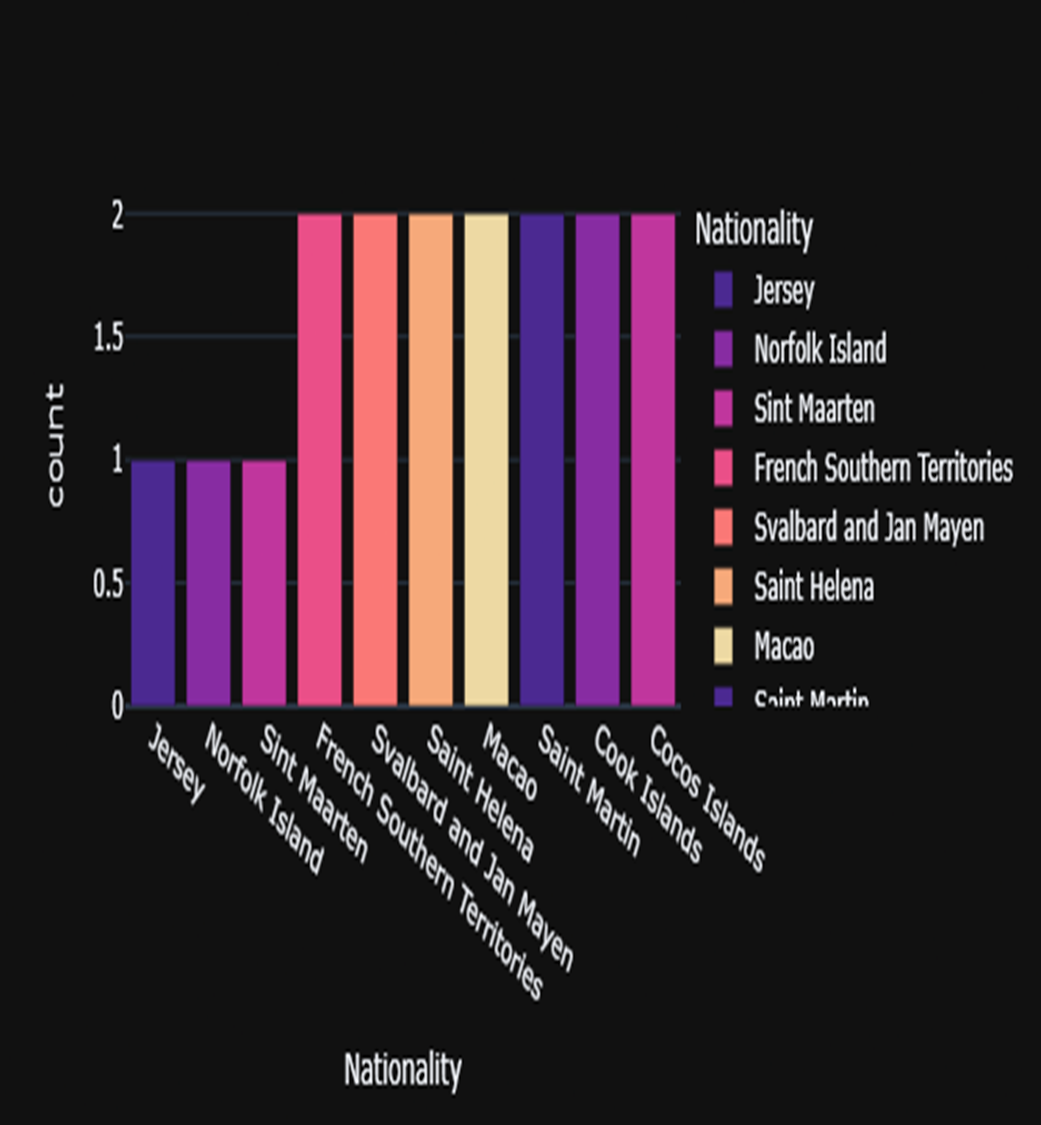 2
1.5
1
0.5
0
count
Jersey
Norfolk Island
Sint Maarten
French Southern Territories
Svalbard and Jan Mayen
Saint Helena
Macao
Saint Martin
Cook Islands
Cocos Islands
Nationality
Nationality
Jersey
Norfolk Island
Sint Maarten
French Southern Territories
Svalbard and Jan Mayen
Saint Helena
Macao
Saint Martin